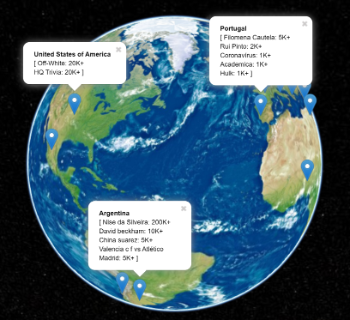 United States of America
[ Off-White: 20K+
HQ Trivia: 20K+ ]
Portugal
[ Filomena Cautela: 5K+
Rui Pinto: 2K+
Coronavirus: 1K+
Academica: 1K+
Hulk: 1K+ ]
Argentina
[ Nise da Silveira: 200K+
David beckham: 10K+
China suarez: 5K+
Valencia c f vs Atlético
Madrid: 5K+ ]